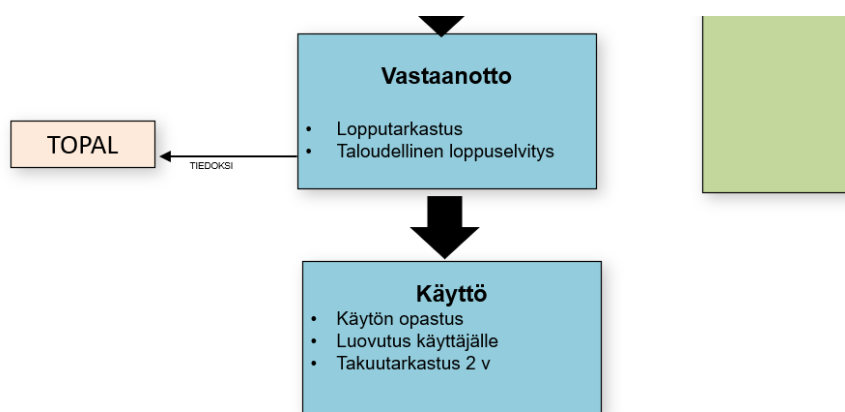 Vastaanotto
• Lopputarkastus
• Taloudellinen loppuselvitys
TOPAL
TIEDOKSI
Käyttö
• Käytön opastus
• Luovutus käyttäjälle
• Takuutarkastus 2 v